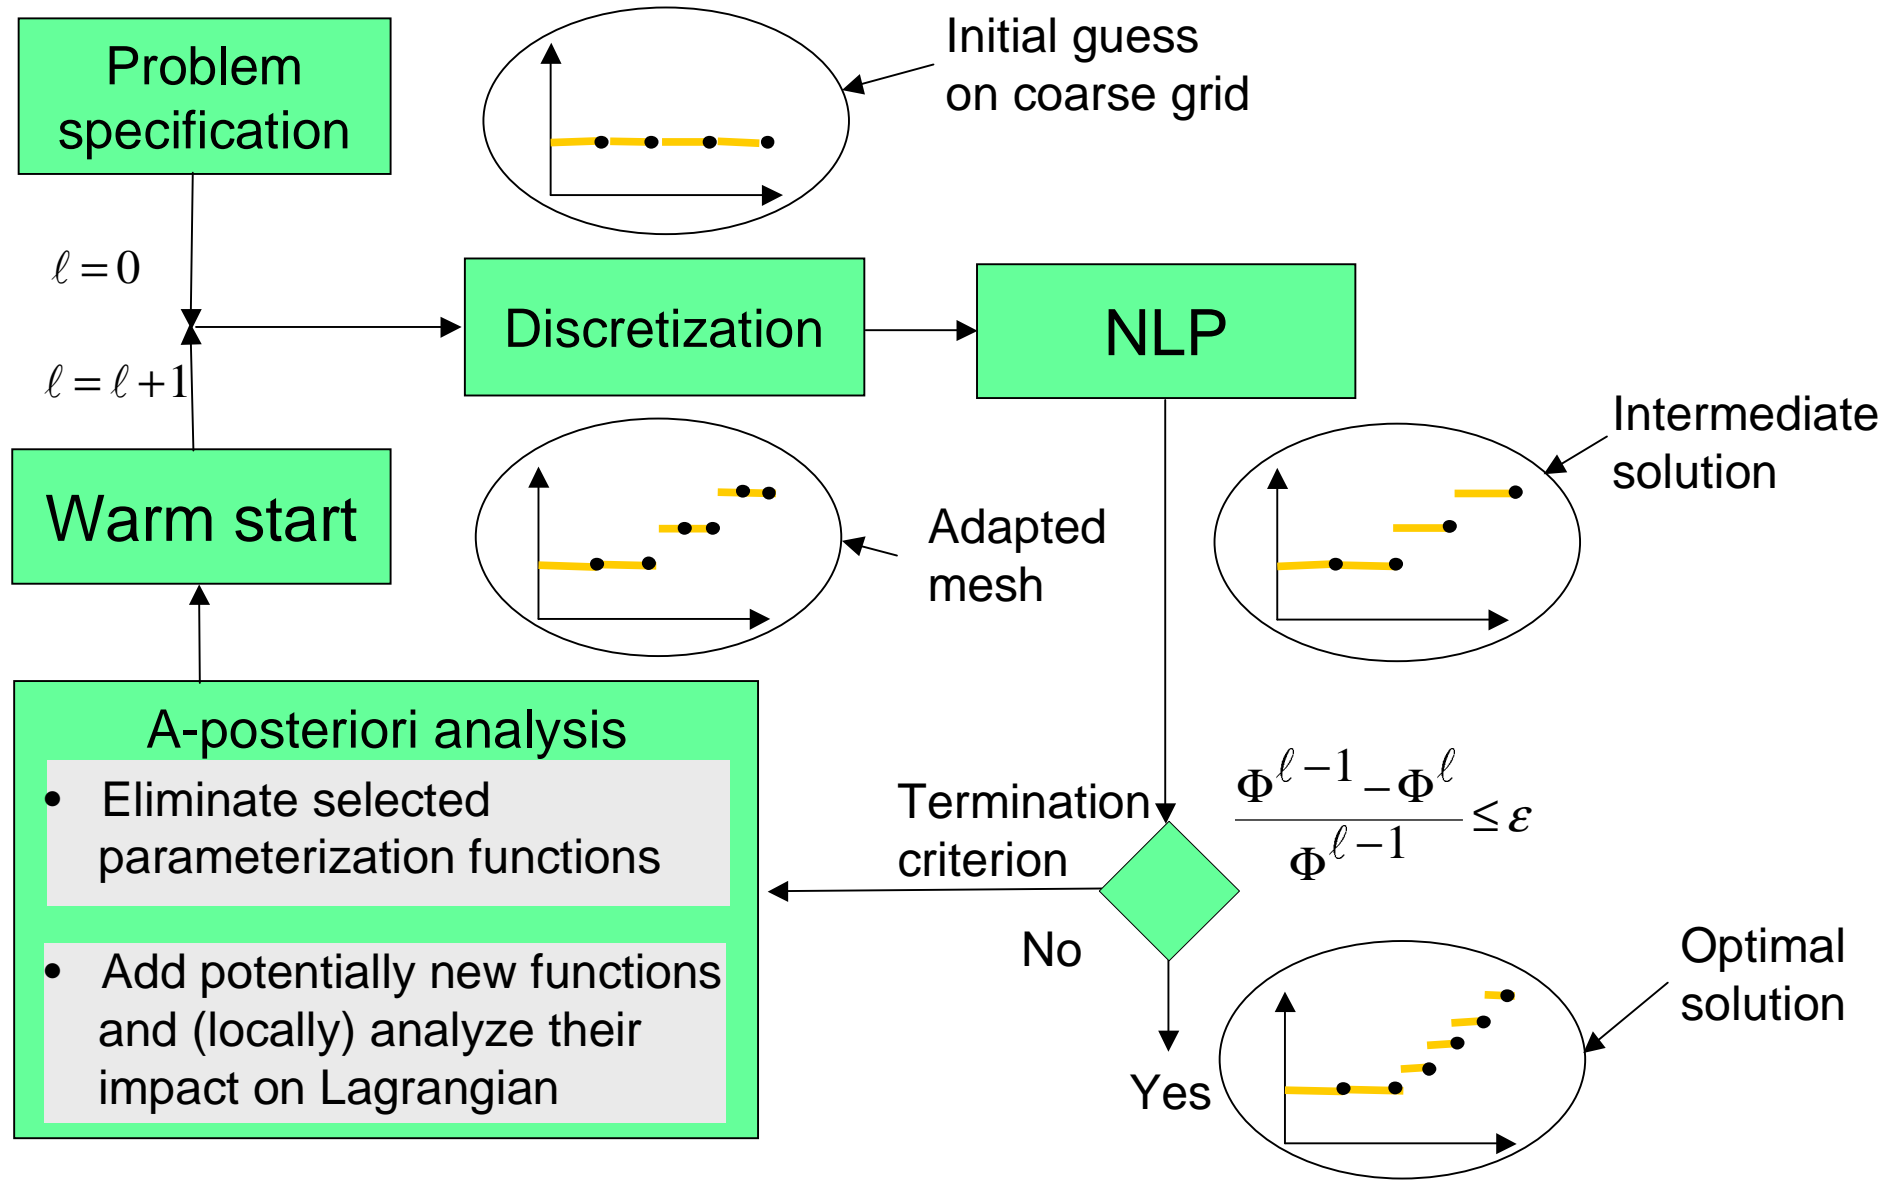 Problem
specification
Initial guess
on coarse grid
ℓ = 0
Discretization
NLP
ℓ = ℓ + 1
Warm start
Adapted
mesh
Intermediate
solution
A-posteriori analysis
• Eliminate selected
parameterization functions
• Add potentially new functions
and (locally) analyze their
impact on Lagrangian
Termination
criterion
No
Yes
(Φ^{ℓ−1} − Φ^ℓ) / Φ^{ℓ−1} ≤ ε
Optimal
solution